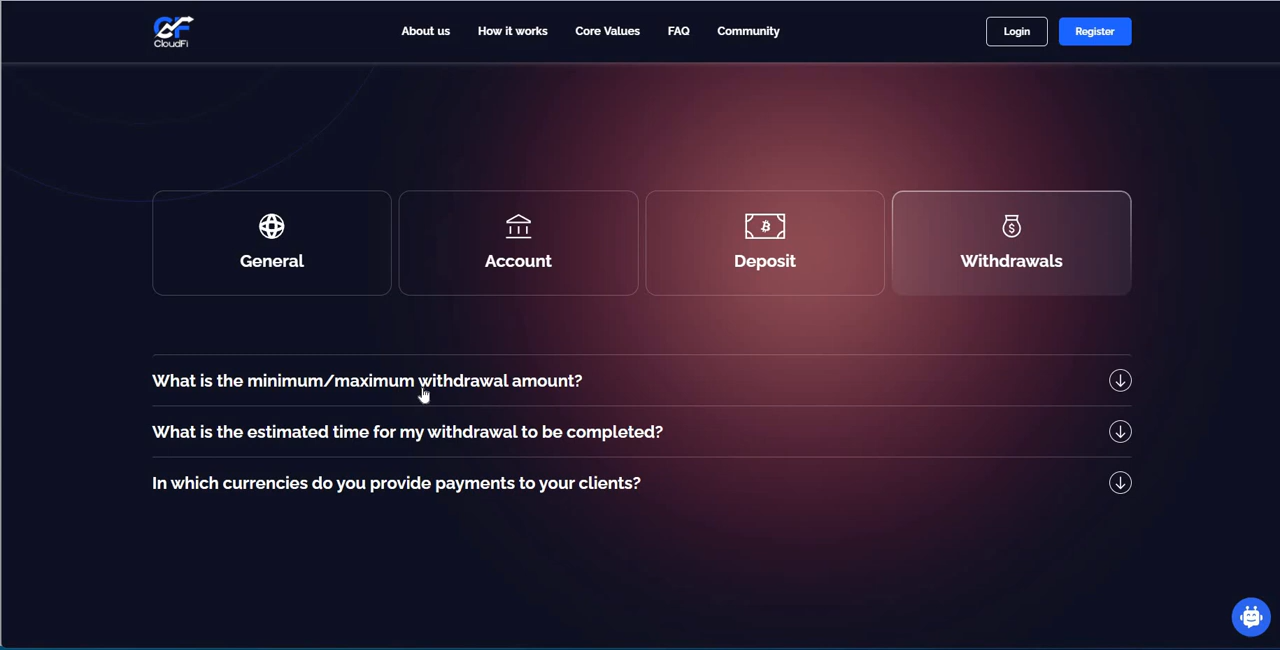 CF
CloudFi
About us
How it works
Core Values
FAQ
Community
Login
Register
General
Account
Deposit
Withdrawals
What is the minimum/maximum withdrawal amount?
What is the estimated time for my withdrawal to be completed?
In which currencies do you provide payments to your clients?